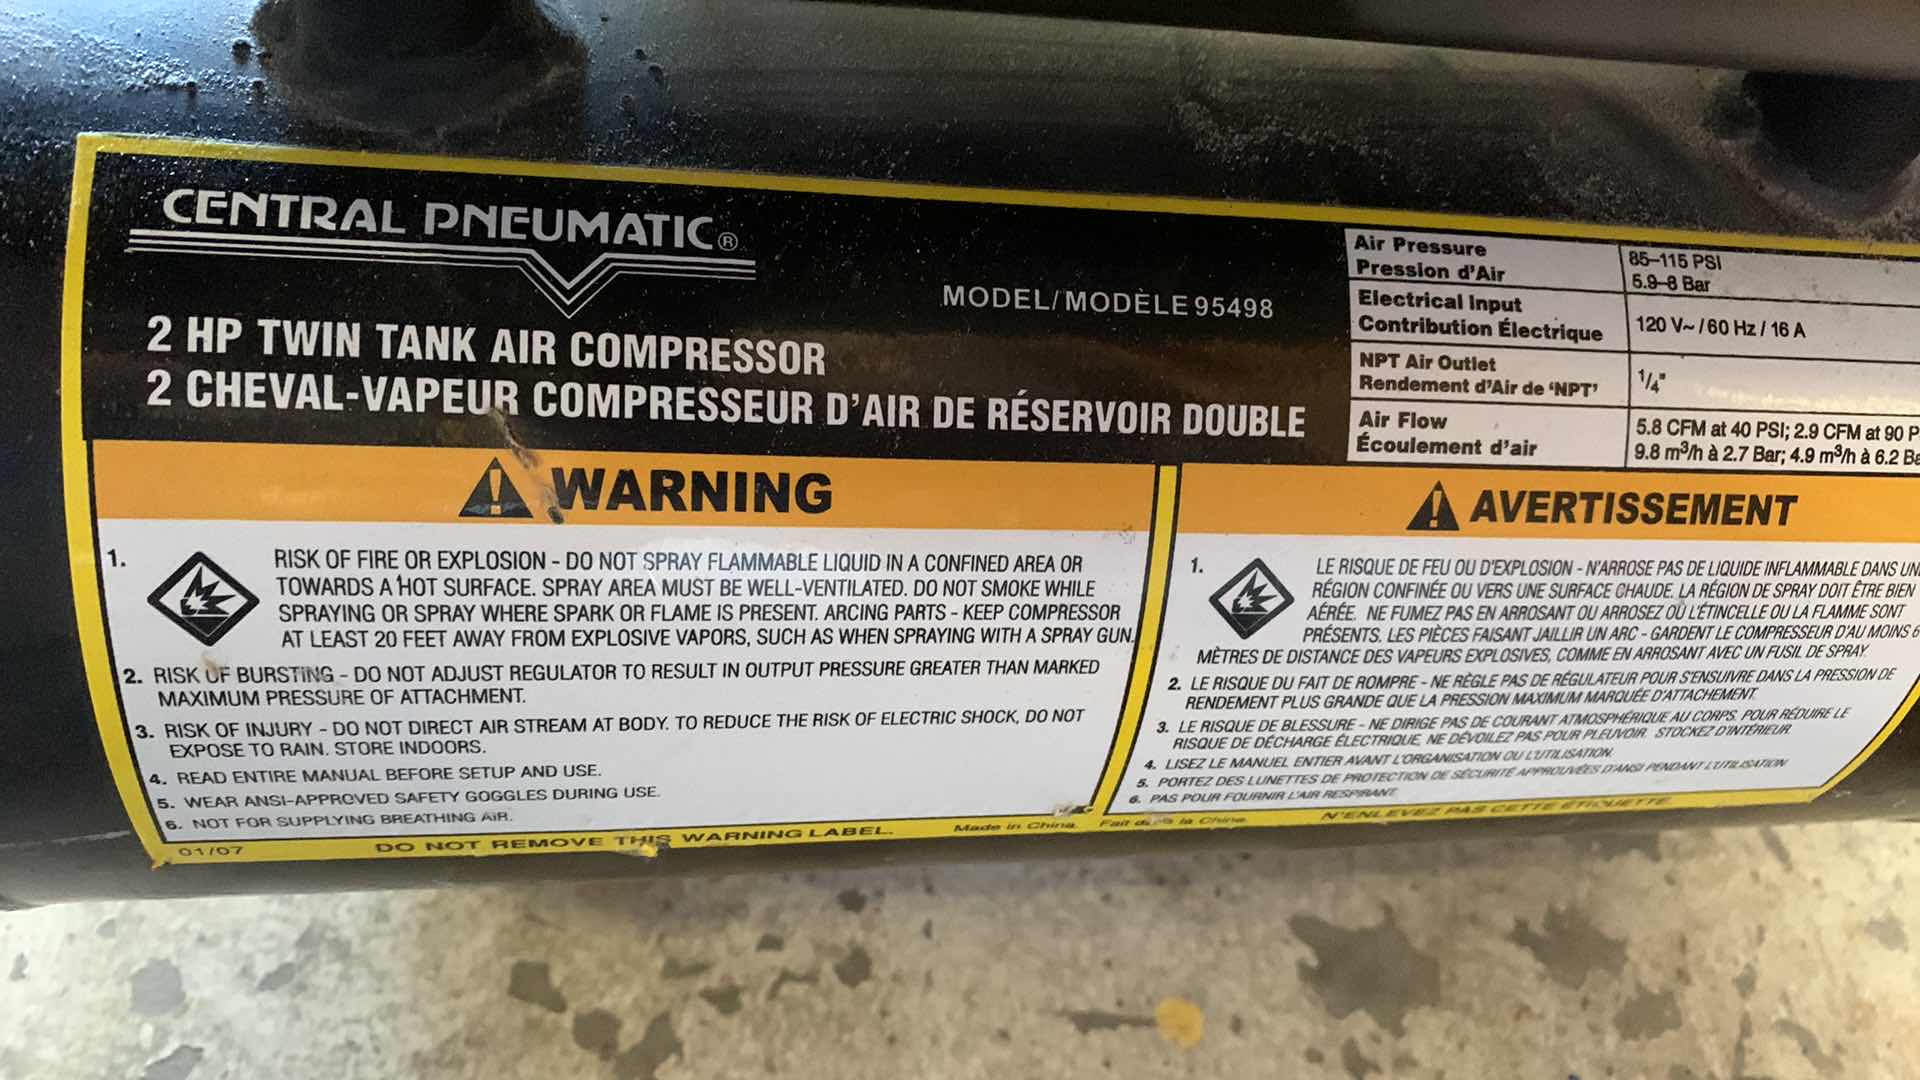 CENTRAL PNEUMATIC®
MODEL/MODÈLE 95498
2 HP TWIN TANK AIR COMPRESSOR
2 CHEVAL-VAPEUR COMPRESSEUR D'AIR DE RÉSERVOIR DOUBLE
Air Pressure
Pression d'Air
85–115 PSI
5.9–8 Bar
Electrical Input
Contribution Électrique
120 V~ / 60 Hz / 16 A
NPT Air Outlet
Rendement d'Air de 'NPT'
1/4"
Air Flow
Écoulement d'air
5.8 CFM at 40 PSI; 2.9 CFM at 90 P
9.8 m³/h à 2.7 Bar; 4.9 m³/h à 6.2 Ba
WARNING
1. RISK OF FIRE OR EXPLOSION – DO NOT SPRAY FLAMMABLE LIQUID IN A CONFINED AREA OR
TOWARDS A HOT SURFACE. SPRAY AREA MUST BE WELL-VENTILATED. DO NOT SMOKE WHILE
SPRAYING OR SPRAY WHERE SPARK OR FLAME IS PRESENT. ARCING PARTS – KEEP COMPRESSOR
AT LEAST 20 FEET AWAY FROM EXPLOSIVE VAPORS, SUCH AS WHEN SPRAYING WITH A SPRAY GUN.
2. RISK OF BURSTING – DO NOT ADJUST REGULATOR TO RESULT IN OUTPUT PRESSURE GREATER THAN MARKED
MAXIMUM PRESSURE OF ATTACHMENT.
3. RISK OF INJURY – DO NOT DIRECT AIR STREAM AT BODY. TO REDUCE THE RISK OF ELECTRIC SHOCK, DO NOT
EXPOSE TO RAIN. STORE INDOORS.
4. READ ENTIRE MANUAL BEFORE SETUP AND USE.
5. WEAR ANSI-APPROVED SAFETY GOGGLES DURING USE.
6. NOT FOR SUPPLYING BREATHING AIR.
AVERTISSEMENT
1. LE RISQUE DE FEU OU D'EXPLOSION - N'ARROSE PAS DE LIQUIDE INFLAMMABLE DANS UN
RÉGION CONFINÉE OU VERS UNE SURFACE CHAUDE. LA RÉGION DE SPRAY DOIT ÊTRE BIEN
AÉRÉE. NE FUMEZ PAS EN ARROSANT OU ARROSEZ OÙ L'ÉTINCELLE OU LA FLAMME SONT
PRÉSENTS. LES PIÈCES FAISANT JAILLIR UN ARC - GARDENT LE COMPRESSEUR D'AU MOINS 6
MÈTRES DE DISTANCE DES VAPEURS EXPLOSIVES, COMME EN ARROSANT AVEC UN FUSIL DE SPRAY.
2. LE RISQUE DU FAIT DE ROMPRE - NE RÈGLE PAS DE RÉGULATEUR POUR S'ENSUIVRE DANS LA PRESSION DE
RENDEMENT PLUS GRANDE QUE LA PRESSION MAXIMUM MARQUÉE D'ATTACHEMENT.
3. LE RISQUE DE BLESSURE - NE DIRIGE PAS DE COURANT ATMOSPHÉRIQUE AU CORPS. POUR RÉDUIRE LE
RISQUE DE DÉCHARGE ÉLECTRIQUE, NE DÉVOILEZ PAS POUR PLEUVOIR. STOCKEZ D'INTÉRIEUR.
4. LISEZ LE MANUEL ENTIER AVANT L'ORGANISATION OU L'UTILISATION.
5. PORTEZ DES LUNETTES DE PROTECTION DE SÉCURITÉ APPROUVÉES D'ANSI PENDANT L'UTILISATION
6. PAS POUR FOURNIR L'AIR RESPIRANT.
01/07
DO NOT REMOVE THIS WARNING LABEL.
Made in China
Fait dans la Chine
N'ENLEVEZ PAS CETTE ÉTIQUETTE.